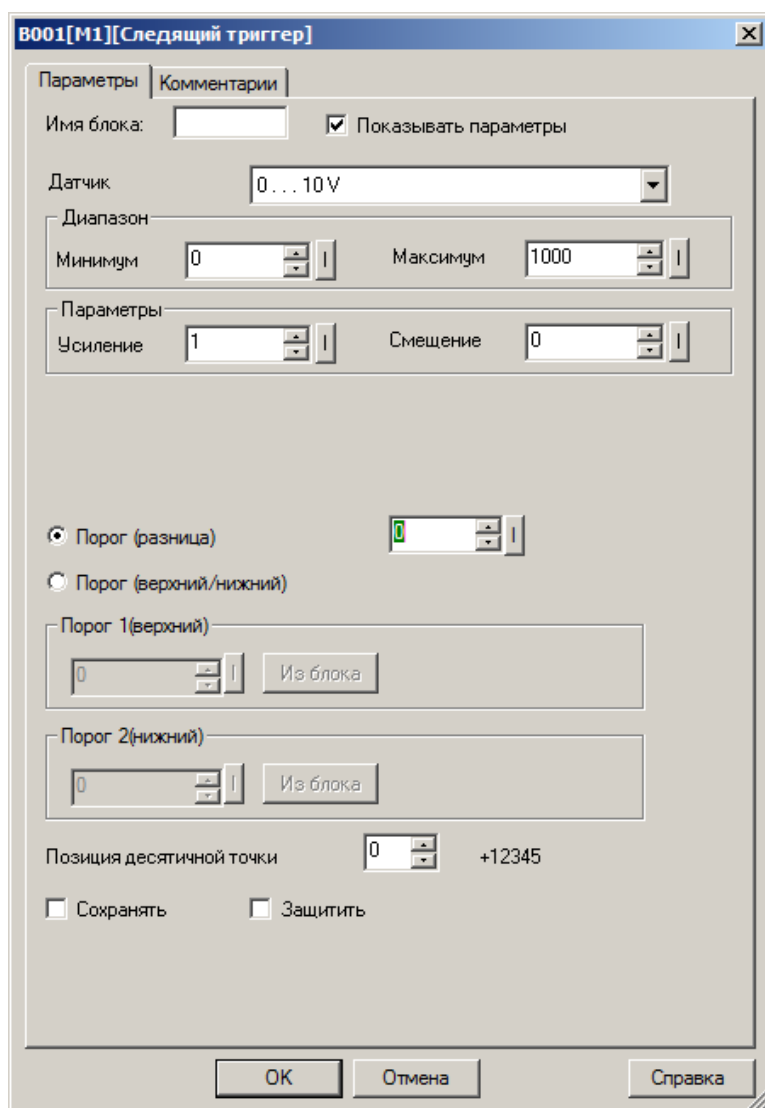 B001[M1][Следящий триггер]
Параметры Комментарии
Имя блока: Показывать параметры
Датчик 0...10V
Диапазон
Минимум 0 I Максимум 1000 I
Параметры
Усиление 1 I Смещение 0 I
Порог (разница) 0 I
Порог (верхний/нижний)
Порог 1(верхний)
0 I Из блока
Порог 2(нижний)
0 I Из блока
Позиция десятичной точки 0 +12345
Сохранять Защитить
OK Отмена Справка